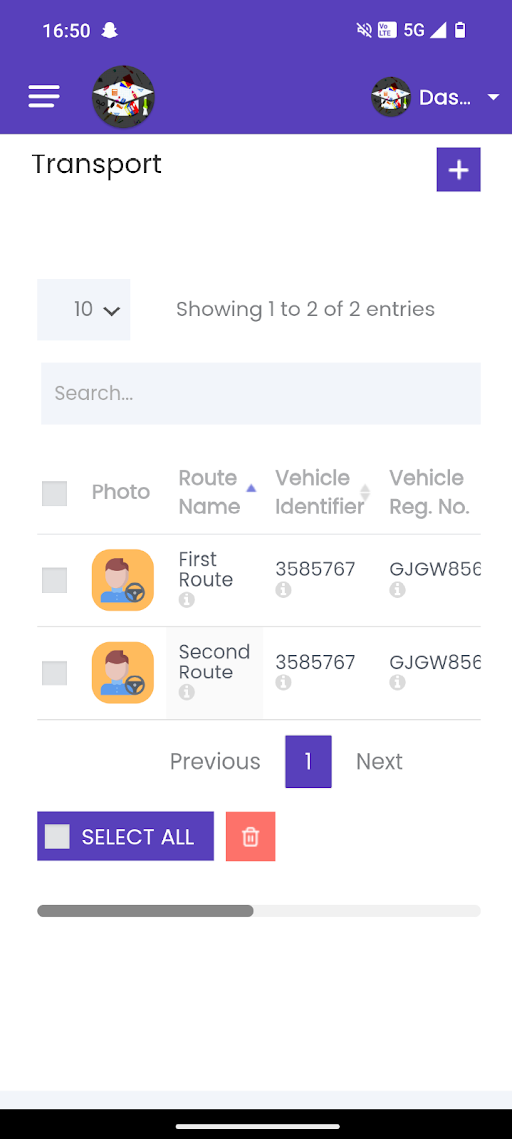 16:50
Vo LTE 5G
Das...
Transport
10
Showing 1 to 2 of 2 entries
Search...
Photo
Route Name
Vehicle Identifier
Vehicle Reg. No.
First Route
3585767
GJGW856
Second Route
3585767
GJGW856
Previous 1 Next
SELECT ALL